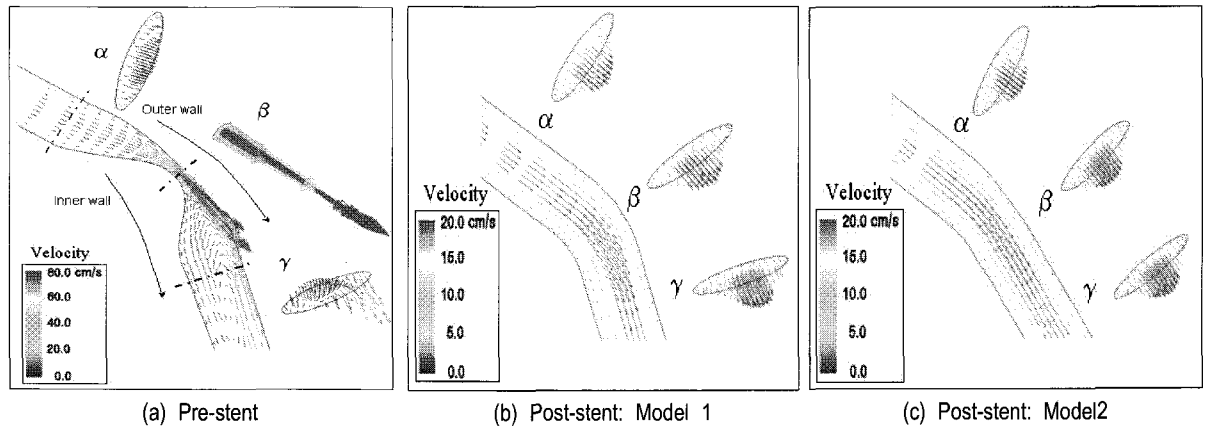 α
Outer wall
β
Inner wall
Velocity
80.0 cm/s
60.0
40.0
20.0
0.0
γ
(a) Pre-stent
α
β
γ
Velocity
20.0 cm/s
15.0
10.0
5.0
0.0
(b) Post-stent: Model 1
α
β
γ
Velocity
20.0 cm/s
15.0
10.0
5.0
0.0
(c) Post-stent: Model2